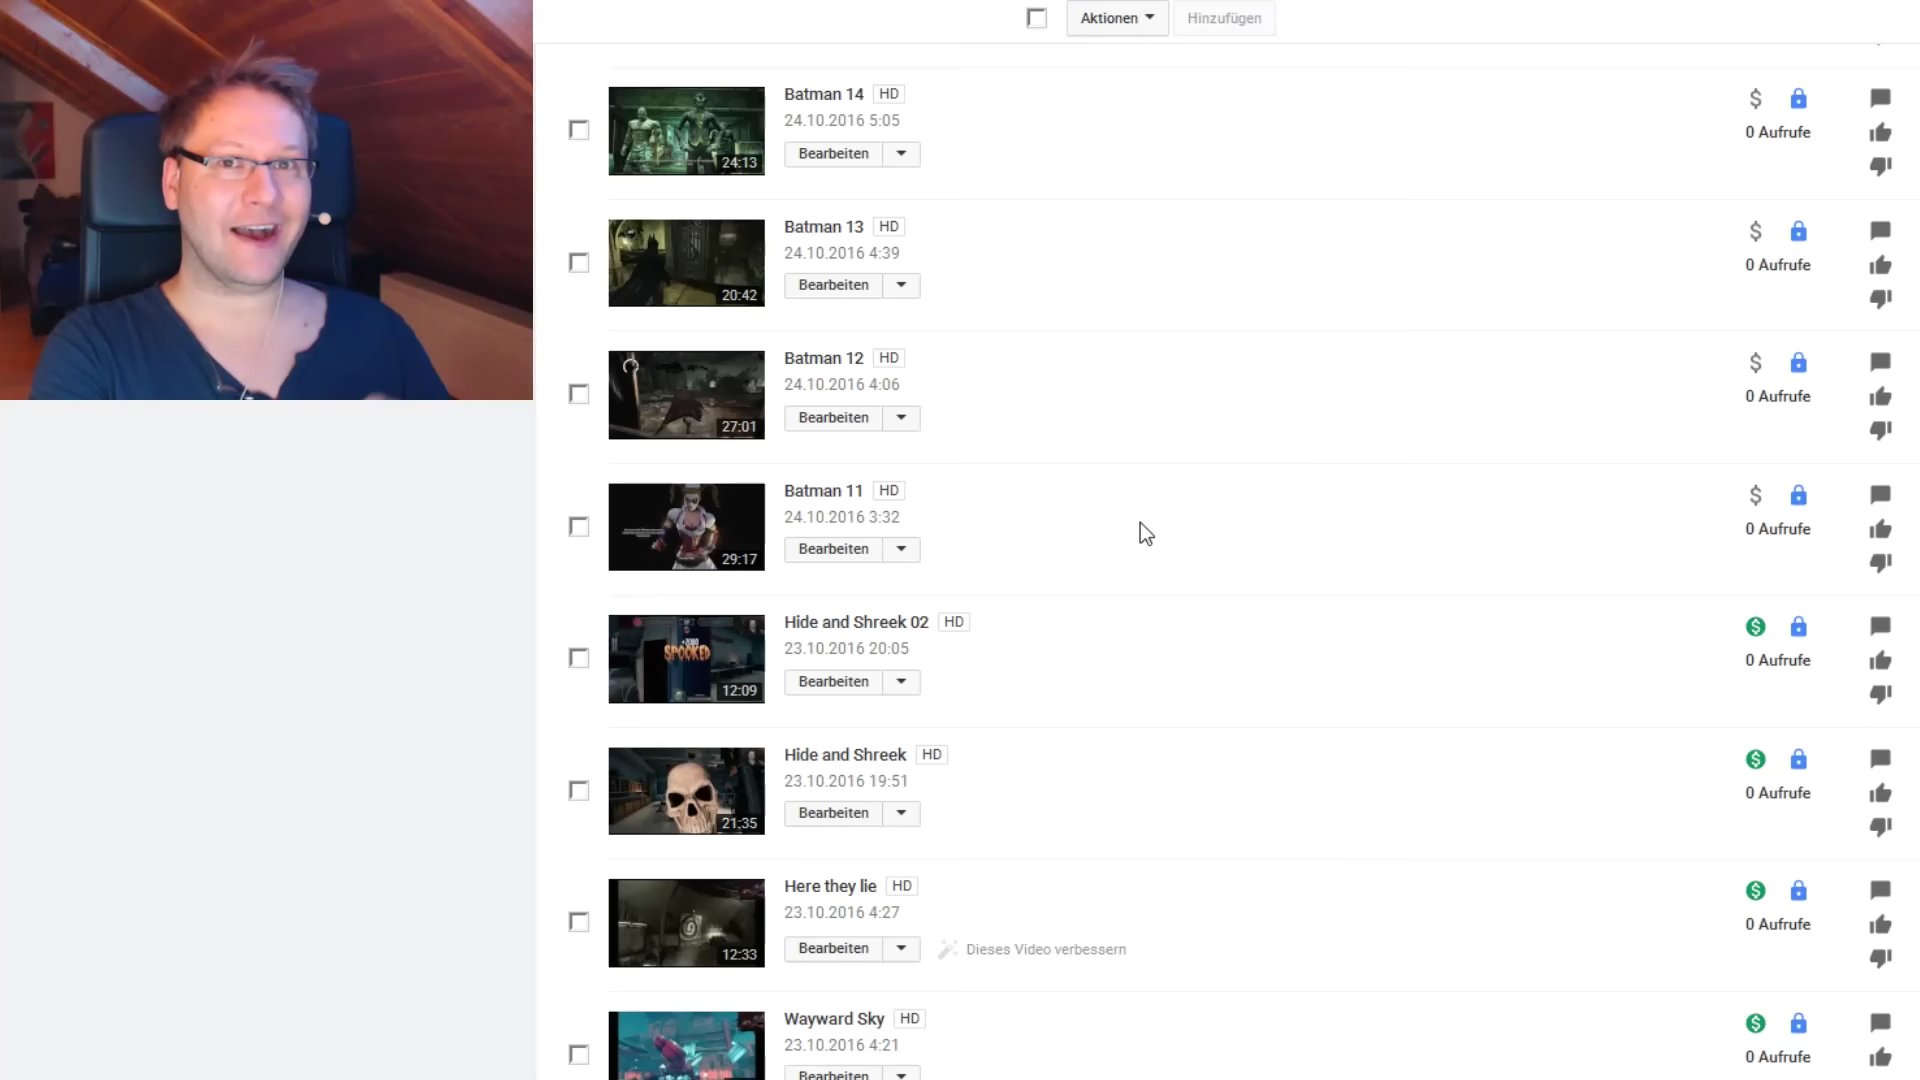 Aktionen
Hinzufügen
Batman 14 HD
24.10.2016 5:05
Bearbeiten
24:13
0 Aufrufe
Batman 13 HD
24.10.2016 4:39
Bearbeiten
20:42
0 Aufrufe
Batman 12 HD
24.10.2016 4:06
Bearbeiten
27:01
0 Aufrufe
Batman 11 HD
24.10.2016 3:32
Bearbeiten
29:17
0 Aufrufe
Hide and Shreek 02 HD
23.10.2016 20:05
SPOOKED
Bearbeiten
12:09
0 Aufrufe
Hide and Shreek HD
23.10.2016 19:51
Bearbeiten
21:35
0 Aufrufe
Here they lie HD
23.10.2016 4:27
Bearbeiten
Dieses Video verbessern
12:33
0 Aufrufe
Wayward Sky HD
23.10.2016 4:21
Bearbeiten
0 Aufrufe